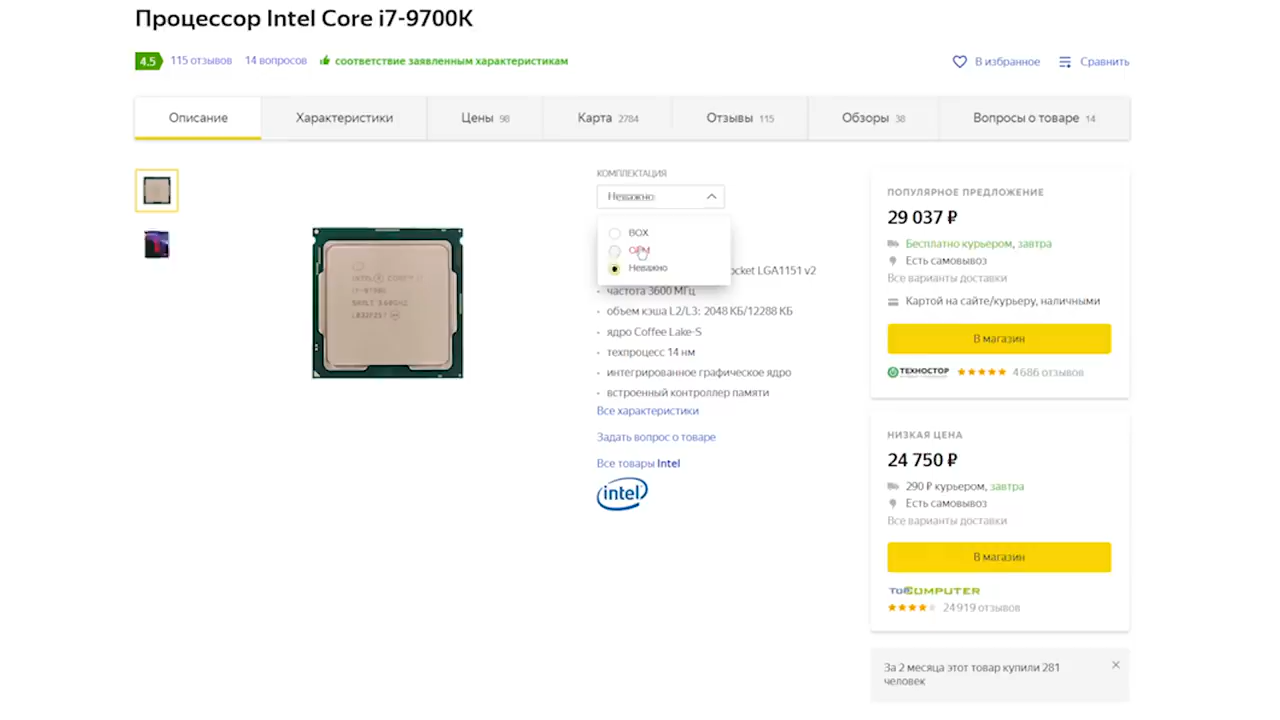 Процессор Intel Core i7-9700K
4.5 115 отзывов 14 вопросов соответствие заявленным характеристикам В избранное Сравнить
Описание Характеристики Цены 98 Карта 2784 Отзывы 115 Обзоры 38 Вопросы о товаре 14
КОМПЛЕКТАЦИЯ
Неважно
BOX
OEM
Неважно
ocket LGA1151 v2
частота 3600 МГц
объем кэша L2/L3: 2048 КБ/12288 КБ
ядро Coffee Lake-S
техпроцесс 14 нм
интегрированное графическое ядро
встроенный контроллер памяти
Все характеристики
Задать вопрос о товаре
Все товары Intel
intel
ПОПУЛЯРНОЕ ПРЕДЛОЖЕНИЕ
29 037 ₽
Бесплатно курьером, завтра
Есть самовывоз
Все варианты доставки
Картой на сайте/курьеру, наличными
В магазин
ТЕХНОСТОР 4 686 отзывов
НИЗКАЯ ЦЕНА
24 750 ₽
290 ₽ курьером, завтра
Есть самовывоз
Все варианты доставки
В магазин
TOPCOMPUTER
24 919 отзывов
За 2 месяца этот товар купили 281
человек